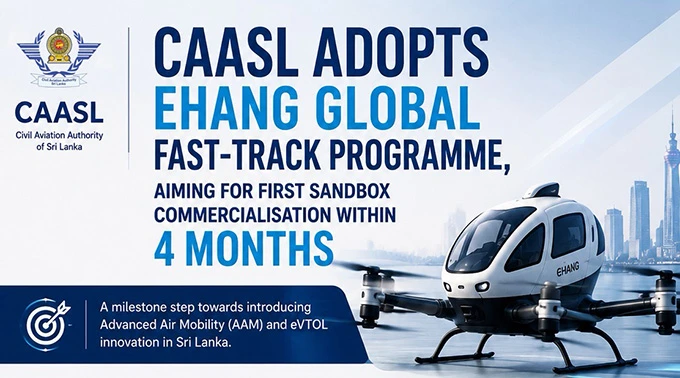 Civil Aviation Authority
Sri Lanka
CAASL
Civil Aviation Authority
of Sri Lanka
CAASL ADOPTS
EHANG GLOBAL
FAST-TRACK PROGRAMME,
AIMING FOR FIRST SANDBOX
COMMERCIALISATION WITHIN
4 MONTHS
A milestone step towards introducing
Advanced Air Mobility (AAM) and eVTOL
innovation in Sri Lanka.
EHANG